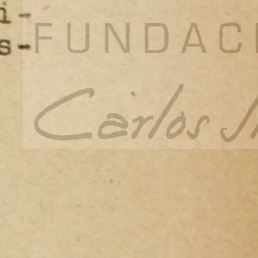 i-
s-
FUNDACI
Carlos